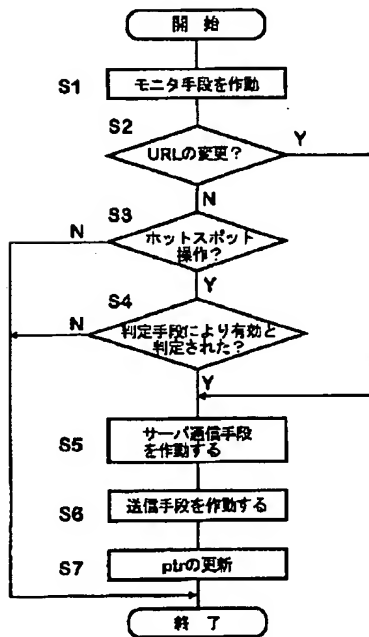 開 始
S1
モニタ手段を作動
S2
Y
URLの変更？
N
S3
N
ホットスポット
操作？
Y
S4
N
判定手段により有効と
判定された？
Y
サーバ通信手段
を作動する
S5
送信手段を作動する
S6
ptrの更新
S7
終 了